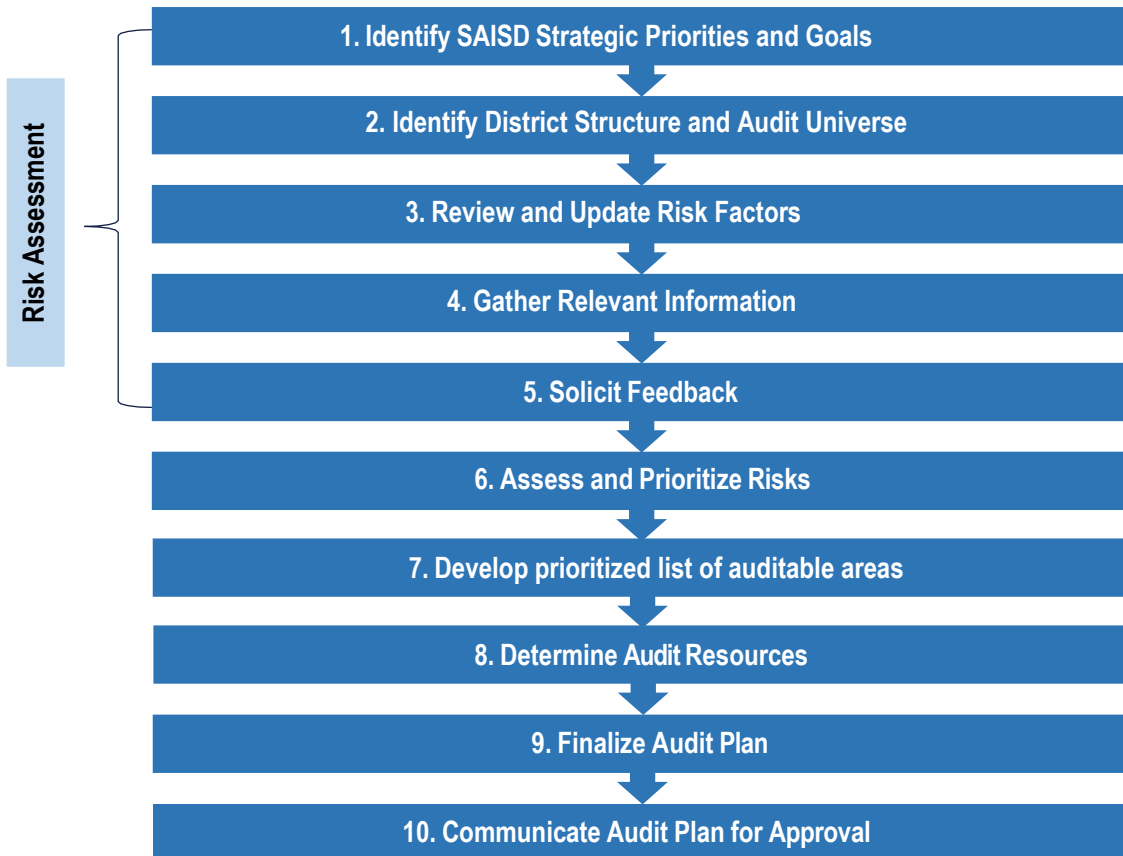 1. Identify SAISD Strategic Priorities and Goals
2. Identify District Structure and Audit Universe
Risk Assessment
3. Review and Update Risk Factors
4. Gather Relevant Information
5. Solicit Feedback
6. Assess and Prioritize Risks
7. Develop prioritized list of auditable areas
8. Determine Audit Resources
9. Finalize Audit Plan
10. Communicate Audit Plan for Approval